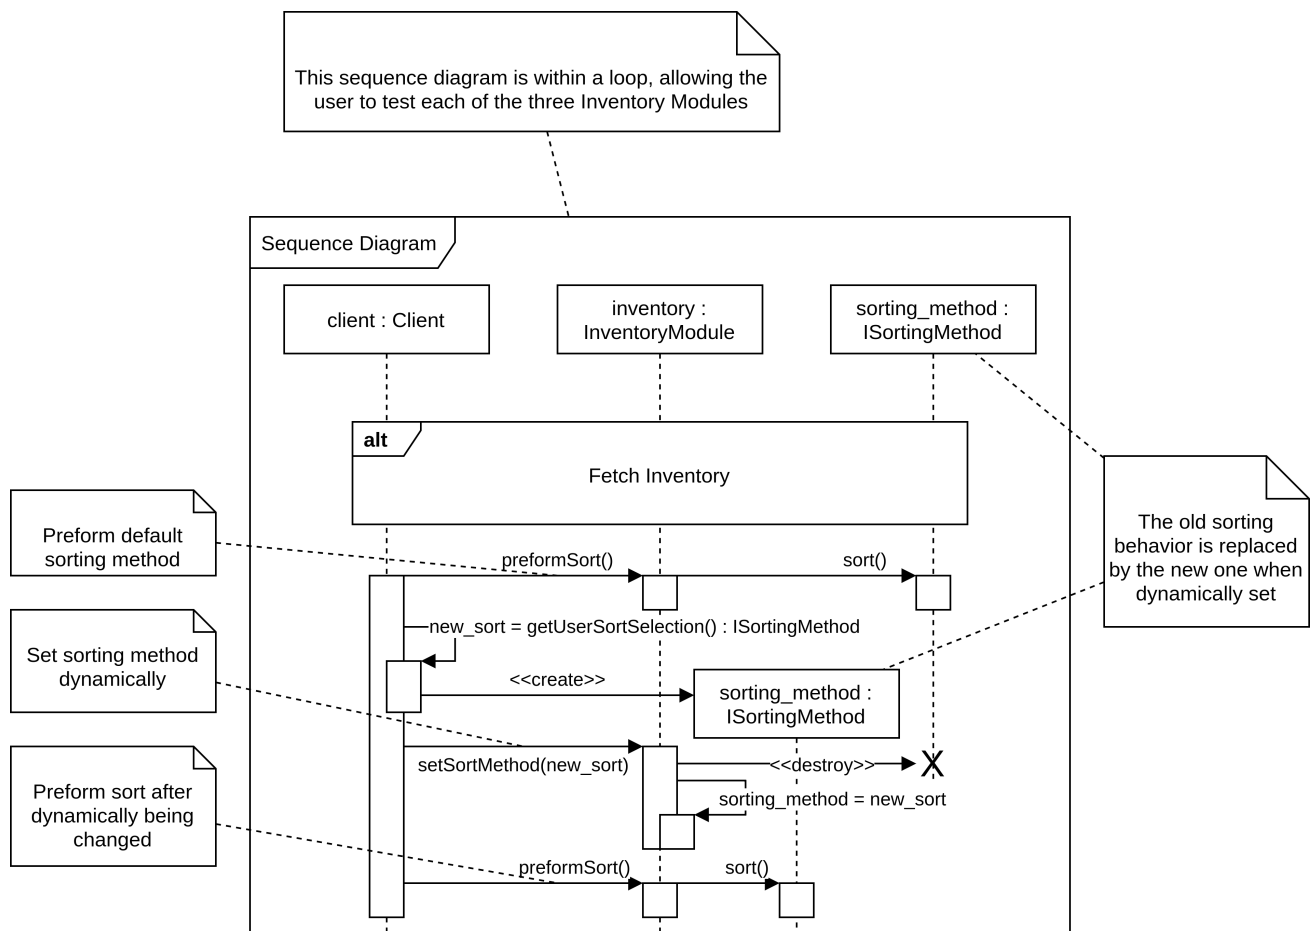 This sequence diagram is within a loop, allowing the
user to test each of the three Inventory Modules
Sequence Diagram
client : Client
inventory :
InventoryModule
sorting_method :
ISortingMethod
alt
Fetch Inventory
Preform default
sorting method
The old sorting
behavior is replaced
by the new one when
dynamically set
preformSort()
sort()
new_sort = getUserSortSelection() : ISortingMethod
Set sorting method
dynamically
<<create>>
sorting_method :
ISortingMethod
setSortMethod(new_sort)
<<destroy>>
X
sorting_method = new_sort
Preform sort after
dynamically being
changed
preformSort()
sort()